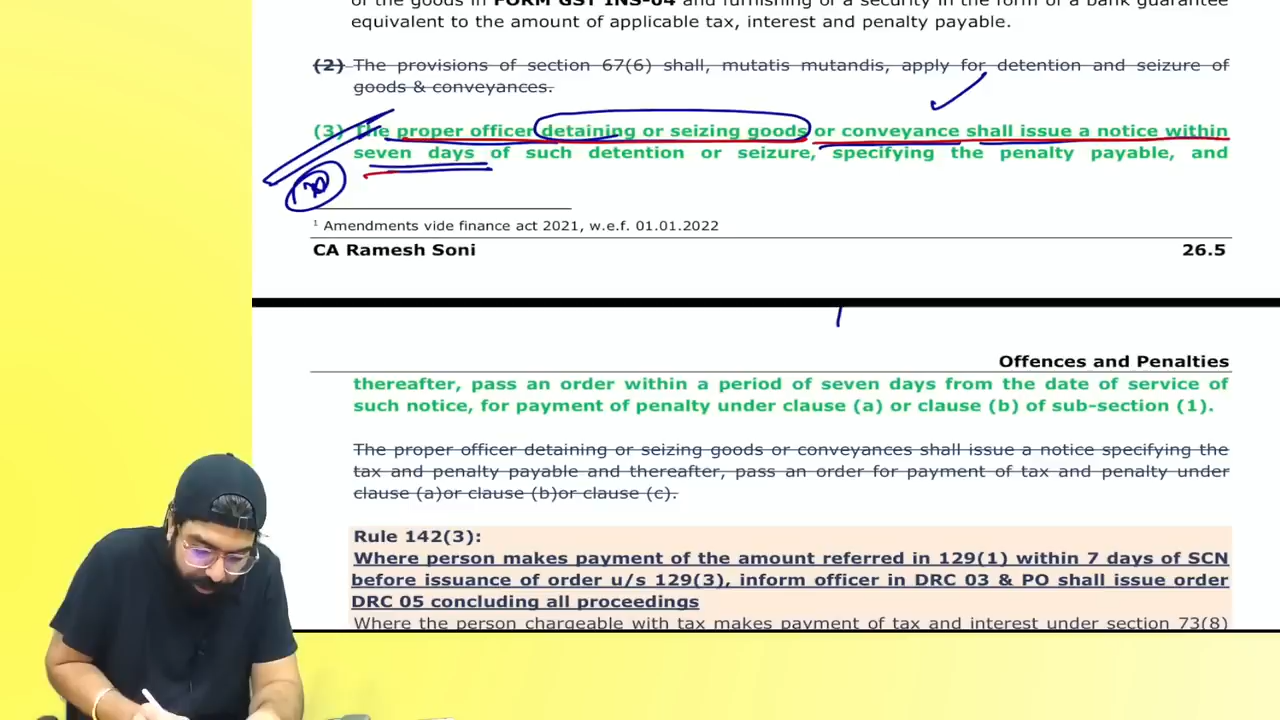 of the goods in FORM GST INS-04 and furnishing of a security in the form of a bank guarantee
equivalent to the amount of applicable tax, interest and penalty payable.
(2) The provisions of section 67(6) shall, mutatis mutandis, apply for detention and seizure of
goods & conveyances.
(3) The proper officer detaining or seizing goods or conveyance shall issue a notice within
seven days of such detention or seizure, specifying the penalty payable, and
1 Amendments vide finance act 2021, w.e.f. 01.01.2022
CA Ramesh Soni 26.5
Offences and Penalties
thereafter, pass an order within a period of seven days from the date of service of
such notice, for payment of penalty under clause (a) or clause (b) of sub-section (1).
The proper officer detaining or seizing goods or conveyances shall issue a notice specifying the
tax and penalty payable and thereafter, pass an order for payment of tax and penalty under
clause (a)or clause (b)or clause (c).
Rule 142(3):
Where person makes payment of the amount referred in 129(1) within 7 days of SCN
before issuance of order u/s 129(3), inform officer in DRC 03 & PO shall issue order
DRC 05 concluding all proceedings
Where the person chargeable with tax makes payment of tax and interest under section 73(8)